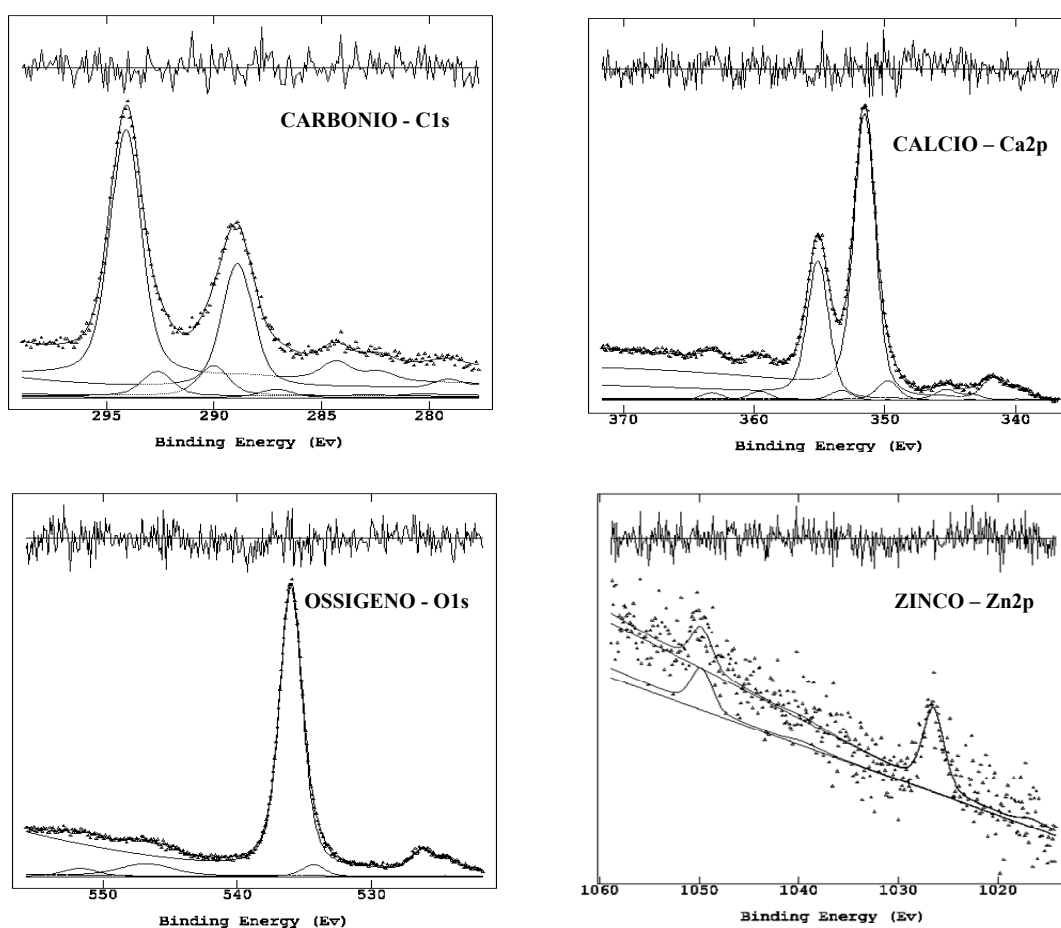 CARBONIO - C1s
295 290 285 280
Binding Energy (Ev)
CALCIO – Ca2p
370 360 350 340
Binding Energy (Ev)
OSSIGENO - O1s
550 540 530
Binding Energy (Ev)
ZINCO – Zn2p
1060 1050 1040 1030 1020
Binding Energy (Ev)